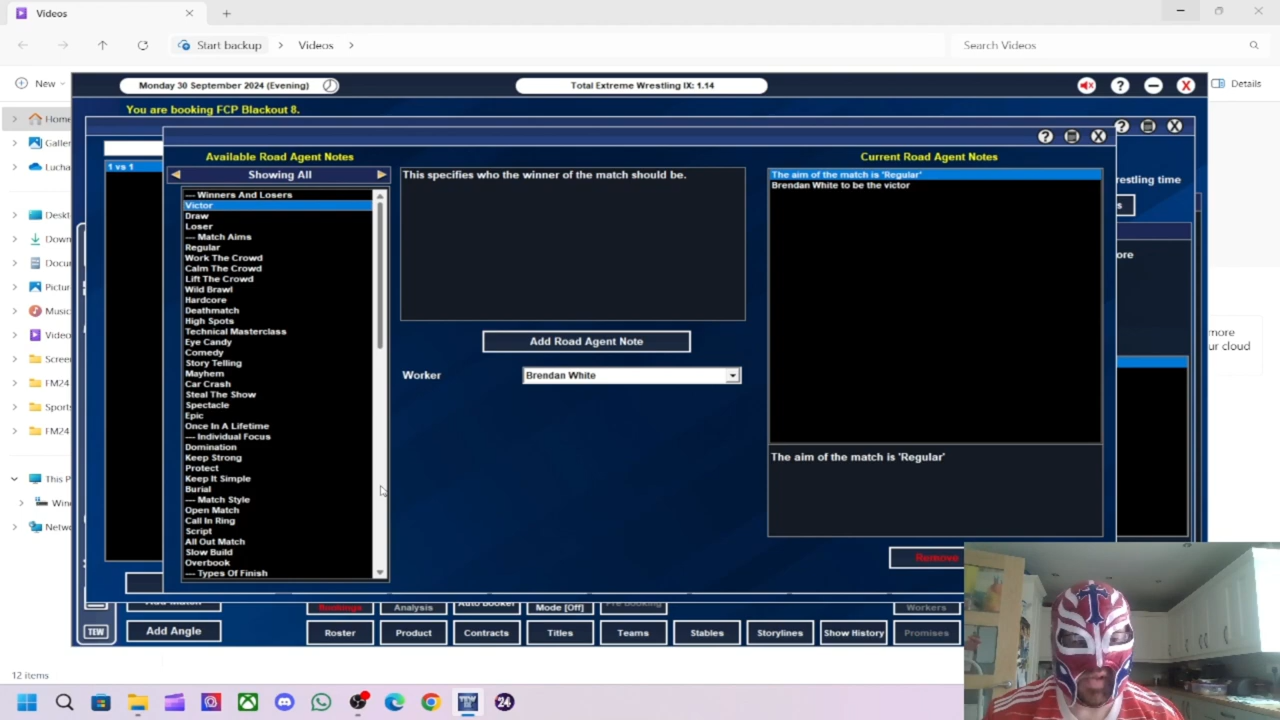 Videos
Start backup
Videos
Search Videos
New
Details
Monday 30 September 2024 (Evening)
Total Extreme Wrestling IX: 1.14
You are booking FCP Blackout 8.
Home
Available Road Agent Notes
Current Road Agent Notes
1 vs 1
Showing All
This specifies who the winner of the match should be.
The aim of the match is 'Regular'
Brendan White to be the victor
--- Winners And Losers
Victor
Draw
Loser
--- Match Aims
Regular
Work The Crowd
Calm The Crowd
Lift The Crowd
Wild Brawl
Hardcore
Deathmatch
High Spots
Technical Masterclass
Eye Candy
Comedy
Story Telling
Mayhem
Car Crash
Steal The Show
Spectacle
Epic
Once In A Lifetime
--- Individual Focus
Domination
Keep Strong
Protect
Keep It Simple
Burial
--- Match Style
Open Match
Call In Ring
Script
All Out Match
Slow Build
Overbook
--- Types Of Finish
Add Road Agent Note
Worker
Brendan White
The aim of the match is 'Regular'
Remove
FM24
Sports
FM24
This P
Analysis
Mode [Off]
Workers
TEW
Add Angle
Roster
Product
Contracts
Titles
Teams
Stables
Storylines
Show History
Promises
12 items
24